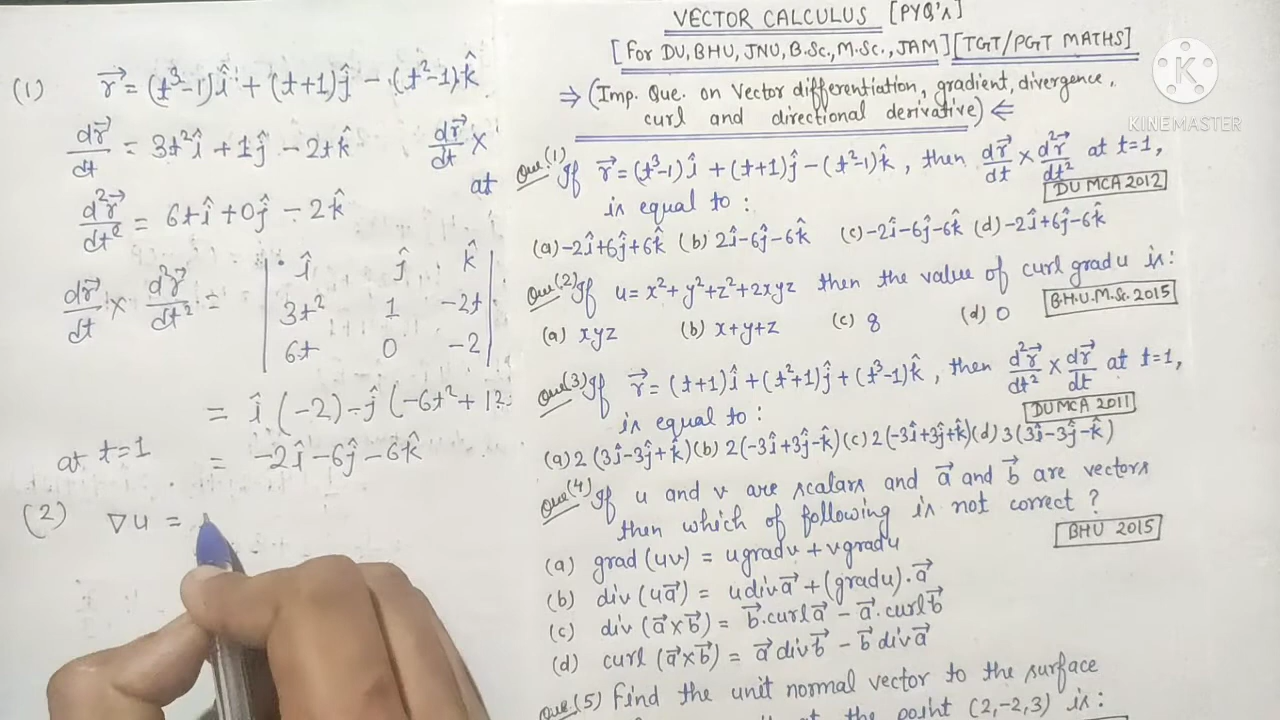 VECTOR CALCULUS [PYQ's]
[For DU, BHU, JNU, B.Sc., M.Sc., JAM] [TGT/PGT MATHS]
⇒ (Imp. Que. on Vector differentiation, gradient, divergence,
curl and directional derivative) ⇐
KINEMASTER
(1) r⃗ = (t³-1)î + (t+1)ĵ - (t²-1)k̂
dr⃗/dt = 3t²î + 1ĵ - 2tk̂ dr⃗/dt ×
at
d²r⃗/dt² = 6tî + 0ĵ - 2k̂
dr⃗/dt × d²r⃗/dt² = | î ĵ k̂ |
| 3t² 1 -2t |
| 6t 0 -2 |
= î (-2) - ĵ (-6t² + 12
at t=1 = -2î - 6ĵ - 6k̂
(2) ∇u =
Que(1) If r⃗ = (t³-1)î + (t+1)ĵ - (t²-1)k̂, then dr⃗/dt × d²r⃗/dt² at t=1,
is equal to : DU MCA 2012
(a) -2î+6ĵ+6k̂ (b) 2î-6ĵ-6k̂ (c) -2î-6ĵ-6k̂ (d) -2î+6ĵ-6k̂
Que(2) If u = x²+y²+z²+2xyz then the value of curl grad u is :
B.H.U. M.Sc. 2015
(a) xyz (b) x+y+z (c) 8 (d) 0
Que(3) If r⃗ = (t+1)î + (t²+1)ĵ + (t³-1)k̂, then d²r⃗/dt² × dr⃗/dt at t=1,
is equal to : DU MCA 2011
(a) 2(3î-3ĵ+k̂) (b) 2(-3î+3ĵ-k̂) (c) 2(-3î+3ĵ+k̂) (d) 3(3î-3ĵ-k̂)
Que(4) If u and v are scalars and a⃗ and b⃗ are vectors
then which of following is not correct ?
BHU 2015
(a) grad (uv) = u grad v + v grad u
(b) div (ua⃗) = u div a⃗ + (grad u). a⃗
(c) div (a⃗×b⃗) = b⃗.curl a⃗ - a⃗.curl b⃗
(d) curl (a⃗×b⃗) = a⃗ div b⃗ - b⃗ div a⃗
Que(5) Find the unit normal vector to the surface
at the point (2,-2,3) is :